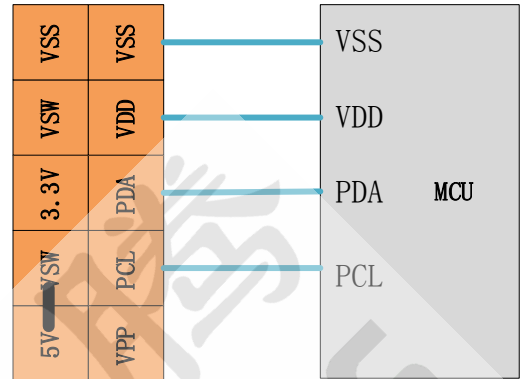 VSS VSS VSS
VSW VDD VDD
3.3V PDA PDA MCU
VSW PCL PCL
5V VPP